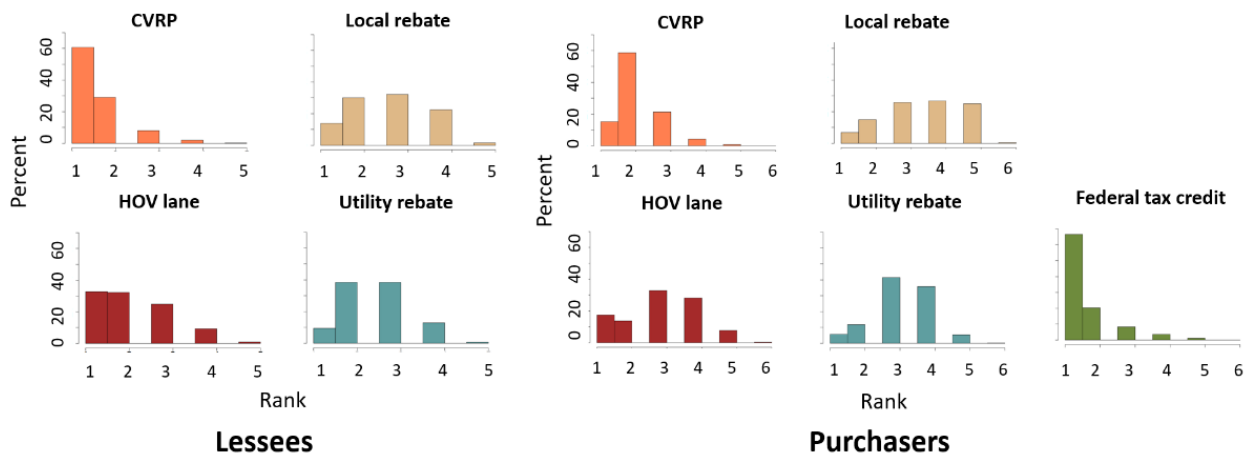 CVRP
Local rebate
CVRP
Local rebate
60
40
20
0
1 2 3 4 5
1 2 3 4 5
60
40
20
0
1 2 3 4 5 6
1 2 3 4 5 6
Percent
Percent
HOV lane
Utility rebate
HOV lane
Utility rebate
Federal tax credit
60
40
20
0
1 2 3 4 5
1 2 3 4 5
60
40
20
0
1 2 3 4 5 6
1 2 3 4 5 6
1 2 3 4 5 6
Rank
Rank
Lessees
Purchasers